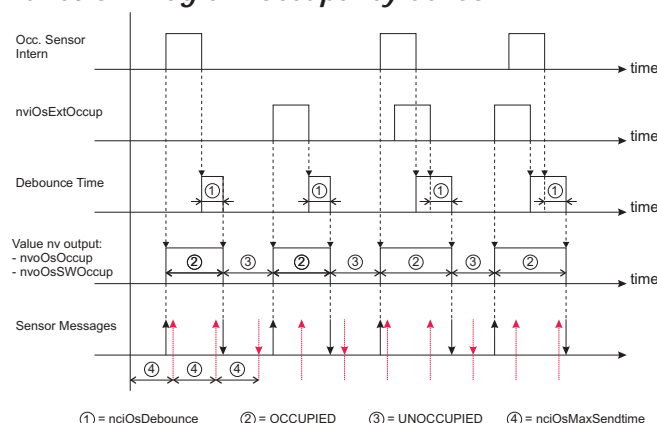 Occ. Sensor
Intern
time
nviOsExtOccup
time
Debounce Time
① ① ① ①
time
Value nv output:
- nvoOsOccup
- nvoOsSWOccup
② ③ ② ③ ② ③ ②
time
Sensor Messages
④ ④ ④
① = nciOsDebounce ② = OCCUPIED ③ = UNOCCUPIED ④ = nciOsMaxSendtime